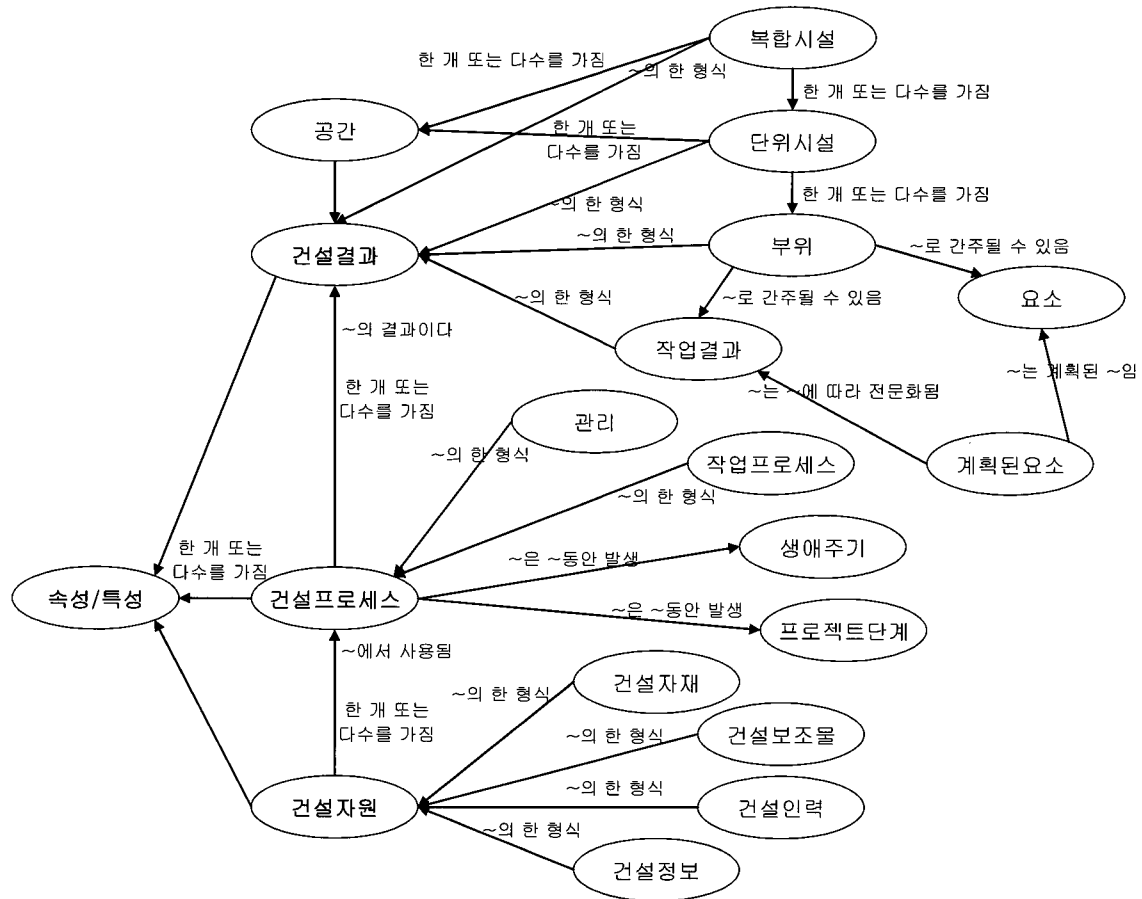 복합시설
한 개 또는 다수를 가짐
~의 한 형식
한 개 또는 다수를 가짐
공간
한 개 또는
다수를 가짐
단위시설
한 개 또는 다수를 가짐
~의 한 형식
건설결과
~의 한 형식
부위
~로 간주될 수 있음
요소
~의 한 형식
~로 간주될 수 있음
~의 결과이다
작업결과
~는 계획된 ~임
~는 ~에 따라 전문화됨
한 개 또는
다수를 가짐
관리
~의 한 형식
작업프로세스
계획된요소
~의 한 형식
생애주기
~은 ~동안 발생
한 개 또는
다수를 가짐
속성/특성
건설프로세스
~은 ~동안 발생
프로젝트단계
~에서 사용됨
건설자재
~의 한 형식
한 개 또는
다수를 가짐
~의 한 형식
건설보조물
~의 한 형식
건설자원
건설인력
~의 한 형식
건설정보